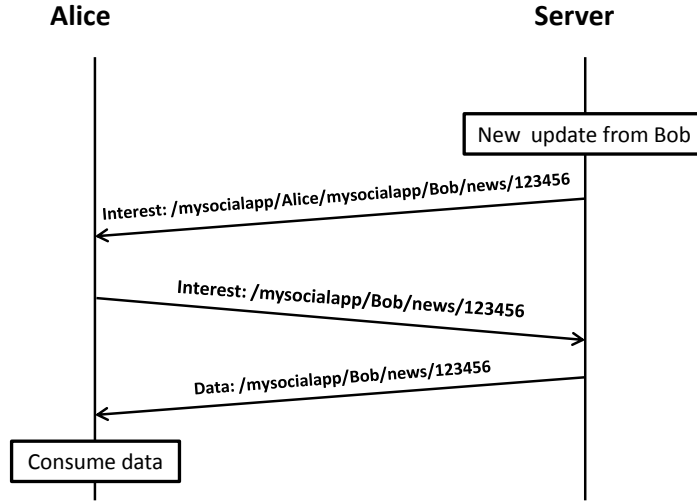 Alice
Server
New update from Bob
Interest: /mysocialapp/Alice/mysocialapp/Bob/news/123456
Interest: /mysocialapp/Bob/news/123456
Data: /mysocialapp/Bob/news/123456
Consume data